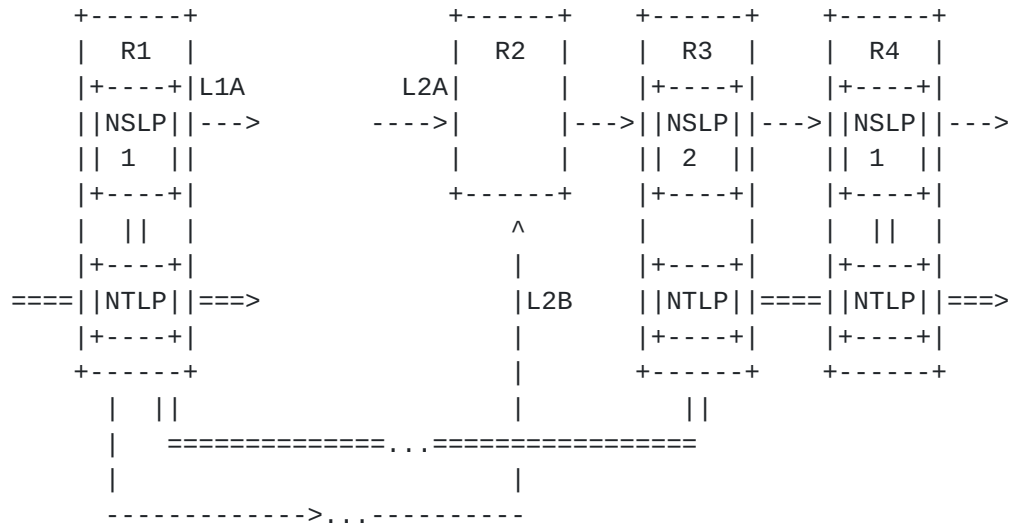 +------+                  +------+     +------+     +------+
     |  R1  |                  |  R2  |     |  R3  |     |  R4  |
     |+----+|L1A            L2A|      |     |+----+|     |+----+|
     ||NSLP||--->         ---->|      |---->||NSLP||---->||NSLP||--->
     || 1  ||                  |      |     || 2  ||     || 1  ||
     |+----+|                  +------+     |+----+|     |+----+|
     |  ||  |                     ^         |      |     |  ||  |
     |+----+|                     |         |+----+|     |+----+|
 ====||NTLP||===>                 |L2B      ||NTLP||=====||NTLP||===>
     |+----+|                     |         |+----+|     |+----+|
     +------+                     |         +------+     +------+
       |  ||                      |            ||
       |   ==============...=================
       |                          |
       ------------->...----------